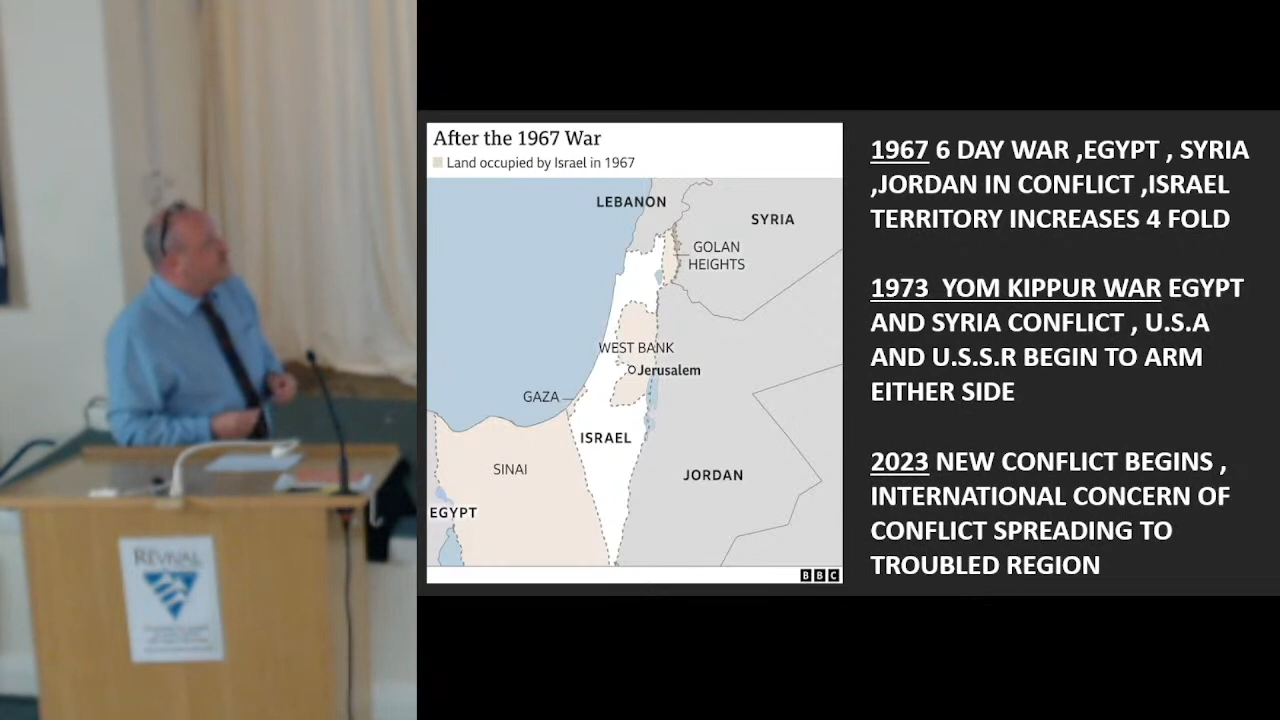 After the 1967 War
Land occupied by Israel in 1967
LEBANON
SYRIA
GOLAN
HEIGHTS
WEST BANK
Jerusalem
GAZA
ISRAEL
SINAI
JORDAN
EGYPT
BBC
1967 6 DAY WAR ,EGYPT , SYRIA
,JORDAN IN CONFLICT ,ISRAEL
TERRITORY INCREASES 4 FOLD
1973  YOM KIPPUR WAR EGYPT
AND SYRIA CONFLICT , U.S.A
AND U.S.S.R BEGIN TO ARM
EITHER SIDE
2023 NEW CONFLICT BEGINS ,
INTERNATIONAL CONCERN OF
CONFLICT SPREADING TO
TROUBLED REGION
REVIVAL